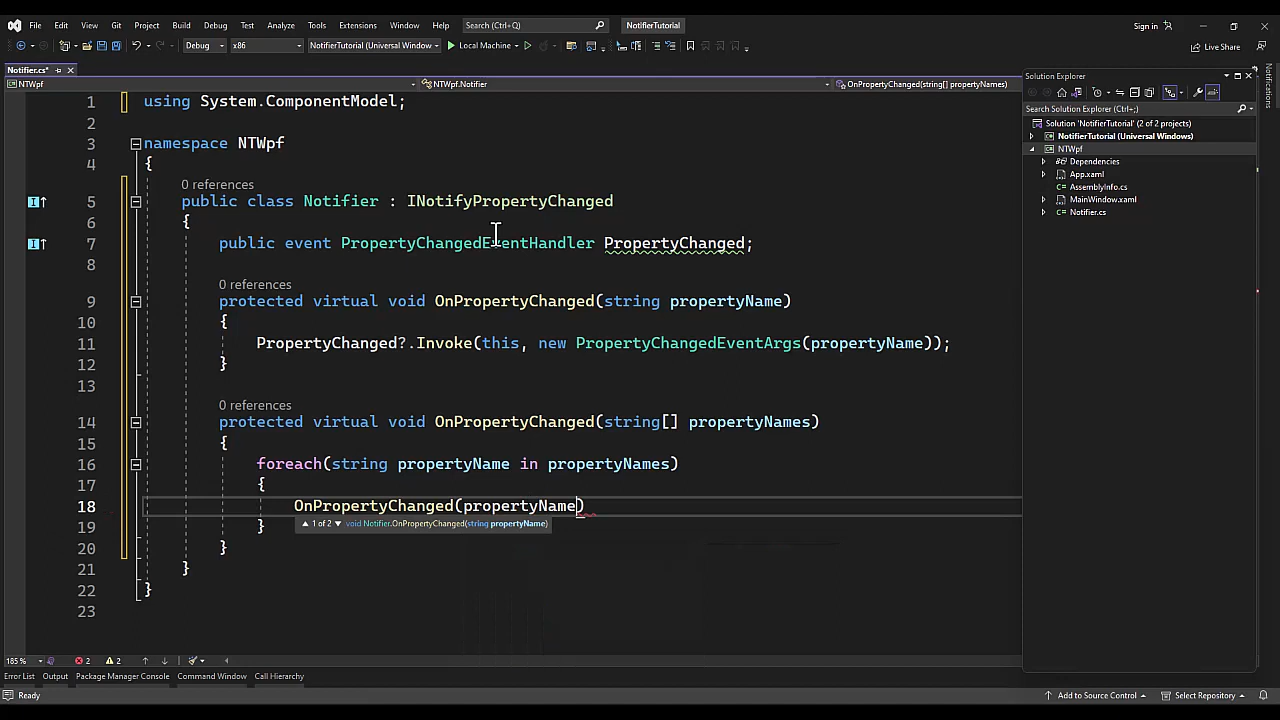 File Edit View Git Project Build Debug Test Analyze Tools Extensions Window Help Search (Ctrl+Q) NotifierTutorial Sign in
Debug x86 NotifierTutorial (Universal Window Local Machine Live Share
Notifier.cs*
NTWpf NTWpf.Notifier OnPropertyChanged(string[] propertyNames)
1 using System.ComponentModel;
2
3 namespace NTWpf
4 {
0 references
5 public class Notifier : INotifyPropertyChanged
6 {
7 public event PropertyChangedEventHandler PropertyChanged;
8
0 references
9 protected virtual void OnPropertyChanged(string propertyName)
10 {
11 PropertyChanged?.Invoke(this, new PropertyChangedEventArgs(propertyName));
12 }
13
0 references
14 protected virtual void OnPropertyChanged(string[] propertyNames)
15 {
16 foreach(string propertyName in propertyNames)
17 {
18 OnPropertyChanged(propertyName)
1 of 2 void Notifier.OnPropertyChanged(string propertyName)
19 }
20 }
21 }
22 }
23
Solution Explorer
Search Solution Explorer (Ctrl+;)
Solution 'NotifierTutorial' (2 of 2 projects)
NotifierTutorial (Universal Windows)
NTWpf
Dependencies
App.xaml
AssemblyInfo.cs
MainWindow.xaml
Notifier.cs
Notifications
185 % 2 2
Error List Output Package Manager Console Command Window Call Hierarchy
Ready Add to Source Control Select Repository